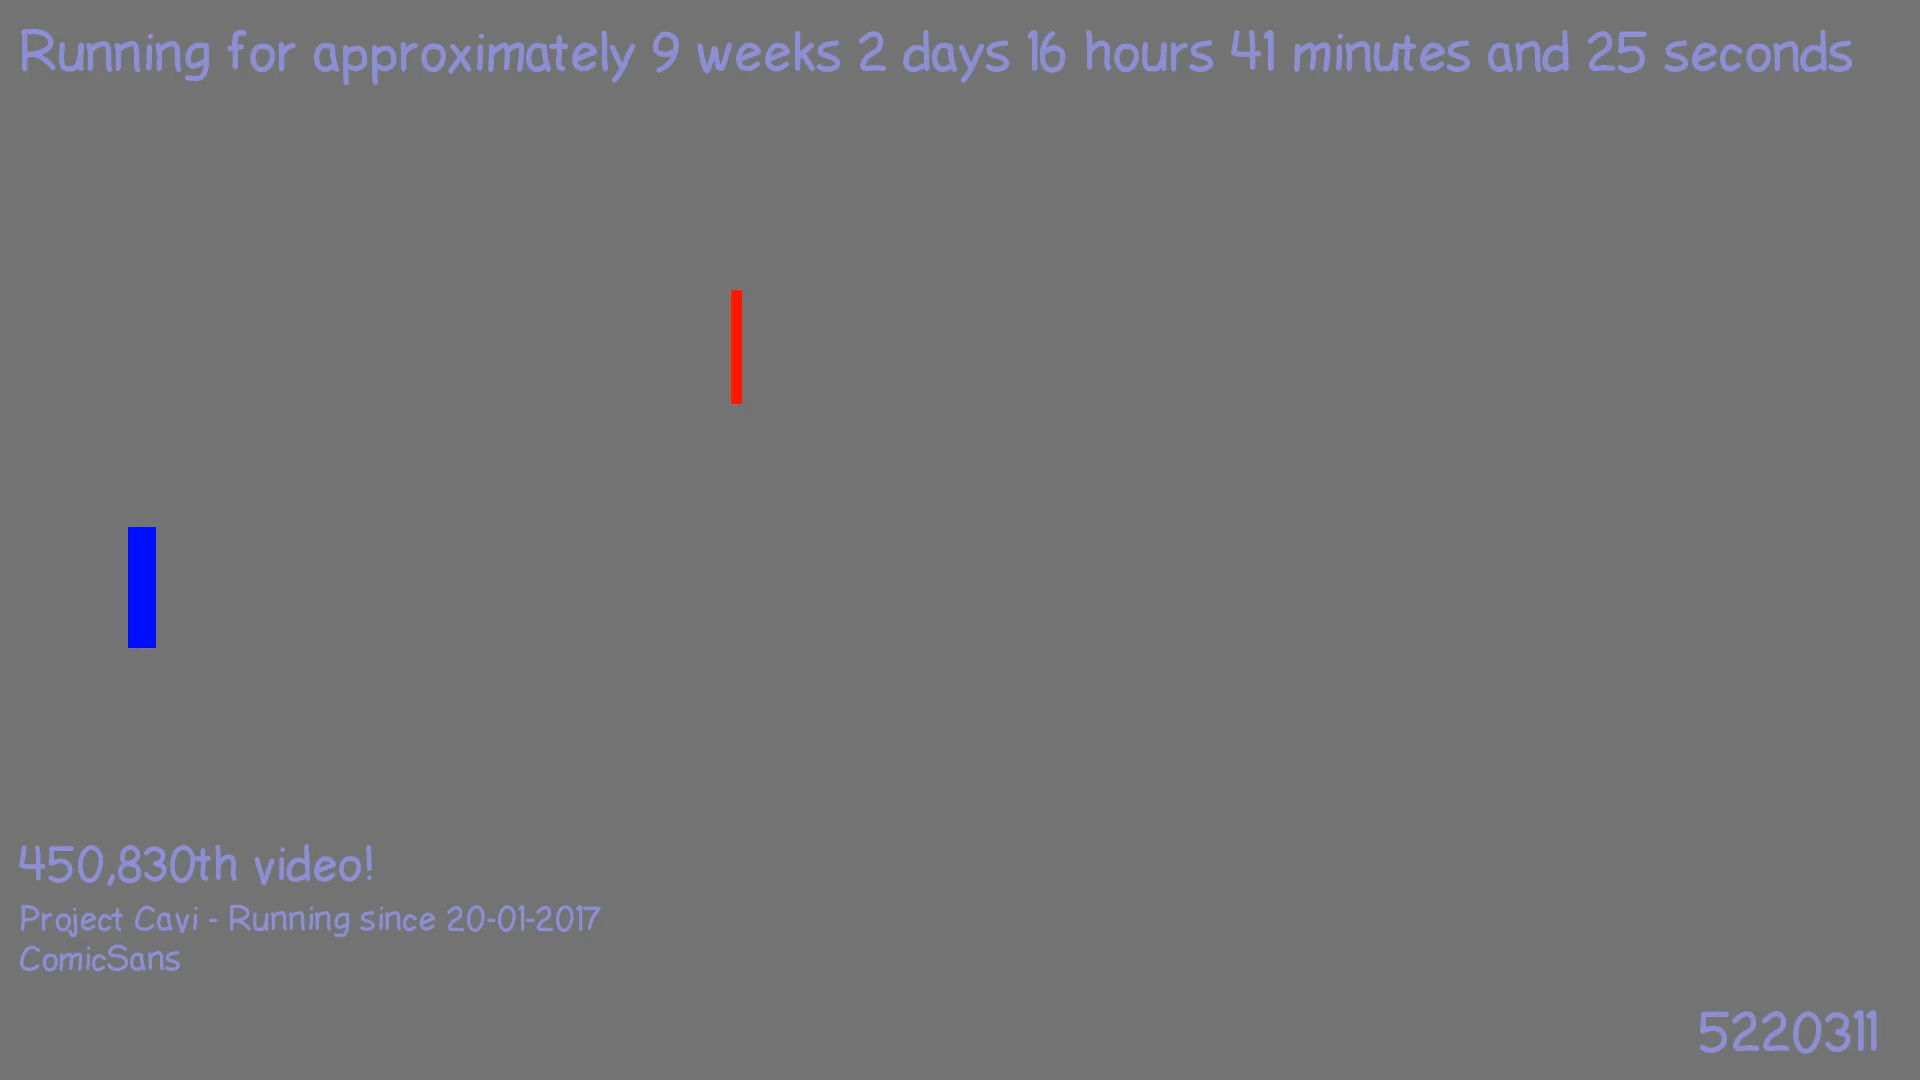 Running for approximately 9 weeks 2 days 16 hours 41 minutes and 25 seconds
450,830th video!
Project Cavi - Running since 20-01-2017
ComicSans
5220311